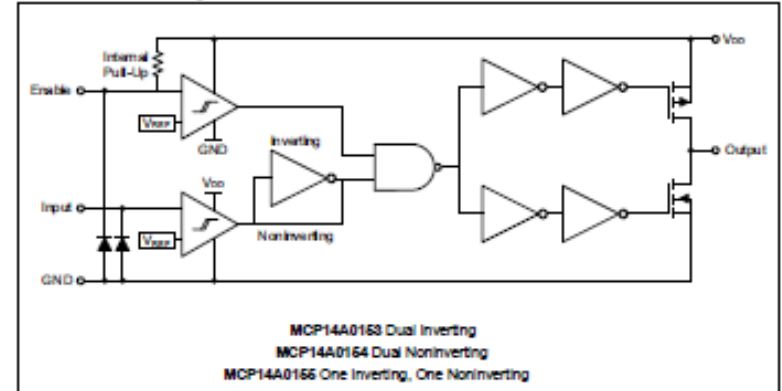 VDD
Internal
Pull-Up
Enable
VREF
GND
Inverting
Output
VDD
Input
VREF
Noninverting
GND
MCP14A0153 Dual Inverting
MCP14A0154 Dual Noninverting
MCP14A0155 One Inverting, One Noninverting